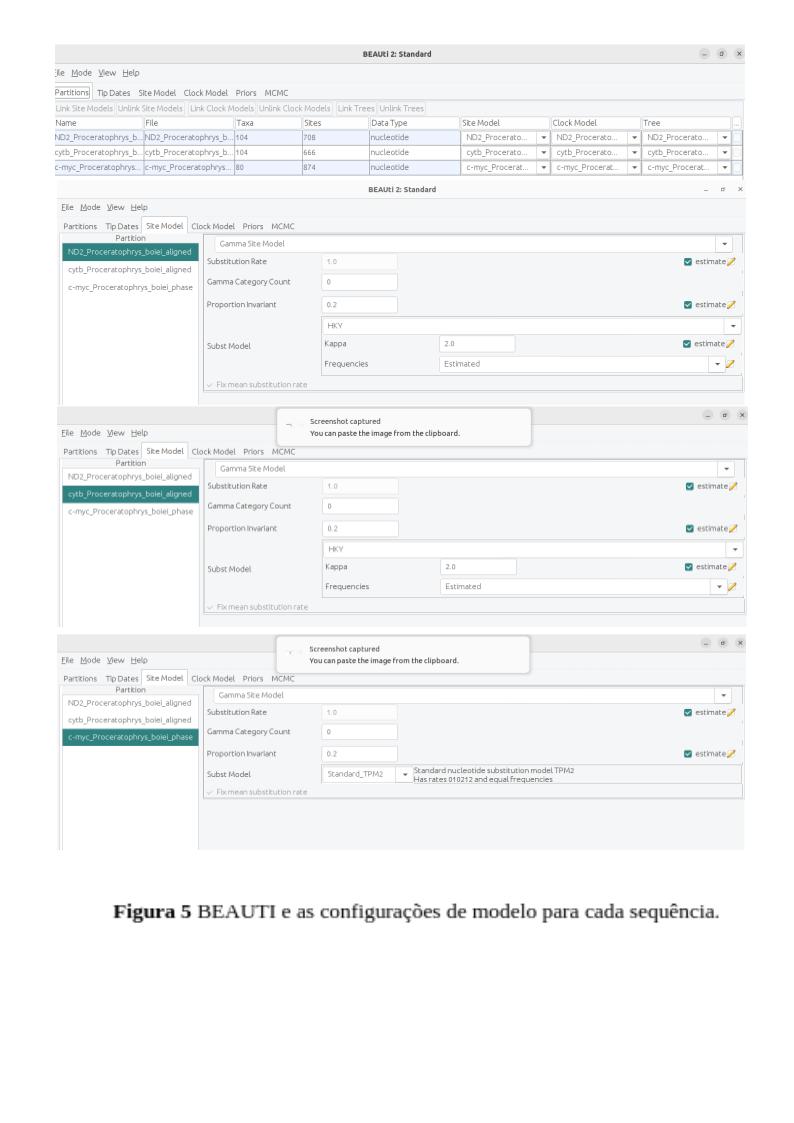 BEAUti 2: Standard
File Mode View Help
Partitions Tip Dates Site Model Clock Model Priors MCMC
Link Site Models Unlink Site Models Link Clock Models Unlink Clock Models Link Trees Unlink Trees
Name File Taxa Sites Data Type Site Model Clock Model Tree ...
ND2_Proceratophrys_b... ND2_Proceratophrys_b... 104 708 nucleotide ND2_Procerato... ND2_Procerato... ND2_Procerato...
cytb_Proceratophrys_b... cytb_Proceratophrys_b... 104 666 nucleotide cytb_Procerato... cytb_Procerato... cytb_Procerato...
c-myc_Proceratophrys... c-myc_Proceratophrys... 80 874 nucleotide c-myc_Procerat... c-myc_Procerat... c-myc_Procerat...
BEAUti 2: Standard
File Mode View Help
Partitions Tip Dates Site Model Clock Model Priors MCMC
Partition
ND2_Proceratophrys_boiei_aligned
cytb_Proceratophrys_boiei_aligned
c-myc_Proceratophrys_boiei_phase
Gamma Site Model
Substitution Rate 1.0 estimate
Gamma Category Count 0
Proportion Invariant 0.2 estimate
HKY
Subst Model Kappa 2.0 estimate
Frequencies Estimated
Fix mean substitution rate
Screenshot captured
You can paste the image from the clipboard.
File Mode View Help
Partitions Tip Dates Site Model Clock Model Priors MCMC
Partition
ND2_Proceratophrys_boiei_aligned
cytb_Proceratophrys_boiei_aligned
c-myc_Proceratophrys_boiei_phase
Gamma Site Model
Substitution Rate 1.0 estimate
Gamma Category Count 0
Proportion Invariant 0.2 estimate
HKY
Subst Model Kappa 2.0 estimate
Frequencies Estimated
Fix mean substitution rate
Screenshot captured
You can paste the image from the clipboard.
File Mode View Help
Partitions Tip Dates Site Model Clock Model Priors MCMC
Partition
ND2_Proceratophrys_boiei_aligned
cytb_Proceratophrys_boiei_aligned
c-myc_Proceratophrys_boiei_phase
Gamma Site Model
Substitution Rate 1.0 estimate
Gamma Category Count 0
Proportion Invariant 0.2 estimate
Subst Model Standard_TPM2 Standard nucleotide substitution model TPM2
Has rates 010212 and equal frequencies
Fix mean substitution rate
Figura 5 BEAUTI e as configurações de modelo para cada sequência.